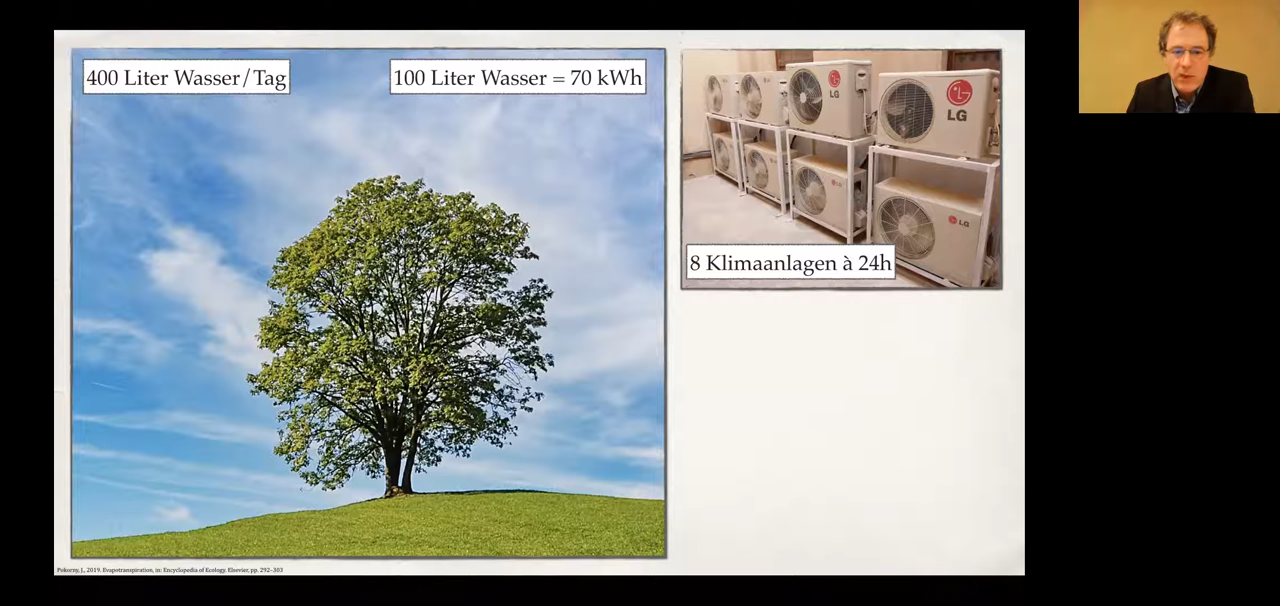 400 Liter Wasser/Tag
100 Liter Wasser = 70 kWh
LG
LG
LG
8 Klimaanlagen à 24h
Pokorny, J., 2019. Evapotranspiration, in: Encyclopedia of Ecology. Elsevier, pp. 292–303